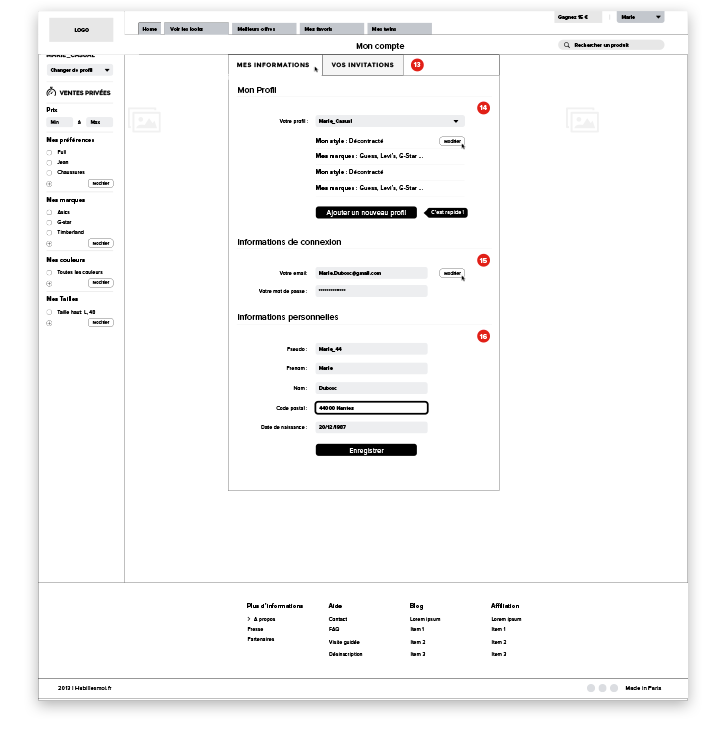 LOGO
Gagnez 15 €
Marie
Home
Voir les looks
Meilleurs offres
Mes favoris
Mes twins
Mon compte
Rechercher un produit
MARIE_CASUAL
Changer de profil
VENTES PRIVÉES
Prix
Min
à
Max
Mes préférences
Pull
Jean
Chaussures
Modifier
Mes marques
Asics
G-star
Timberland
Modifier
Mes couleurs
Toutes les couleurs
Modifier
Mes Tailles
Taille haut: L, 48
Modifier
MES INFORMATIONS
VOS INVITATIONS
13
Mon Profil
14
Votre profil :
Marie_Casual
Mon style : Décontracté
Modifier
Mes marques : Guess, Levi's, G-Star ...
Mon style : Décontracté
Mes marques : Guess, Levi's, G-Star ...
Ajouter un nouveau profil
C'est rapide !
Informations de connexion
15
Votre email:
Marie.Dubosc@gmail.com
Modifier
Votre mot de passe :
**************
Informations personnelles
16
Pseudo :
Marie_44
Prenom :
Marie
Nom :
Dubosc
Code postal :
44000 Nantes
Date de naissance :
20/12/1987
Enregistrer
Plus d'informations
> A propos
Presse
Partenaires
Aide
Contact
FAQ
Visite guidée
Désinscription
Blog
Lorem ipsum
Item 1
Item 2
Item 3
Affiliation
Lorem ipsum
Item 1
Item 2
Item 3
2013 | Habillesmoi.fr
Made in Paris